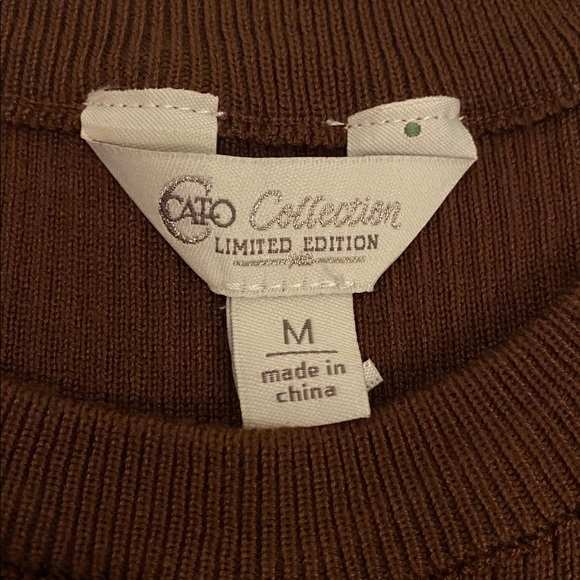 CATO Collection
LIMITED EDITION
M
made in
china